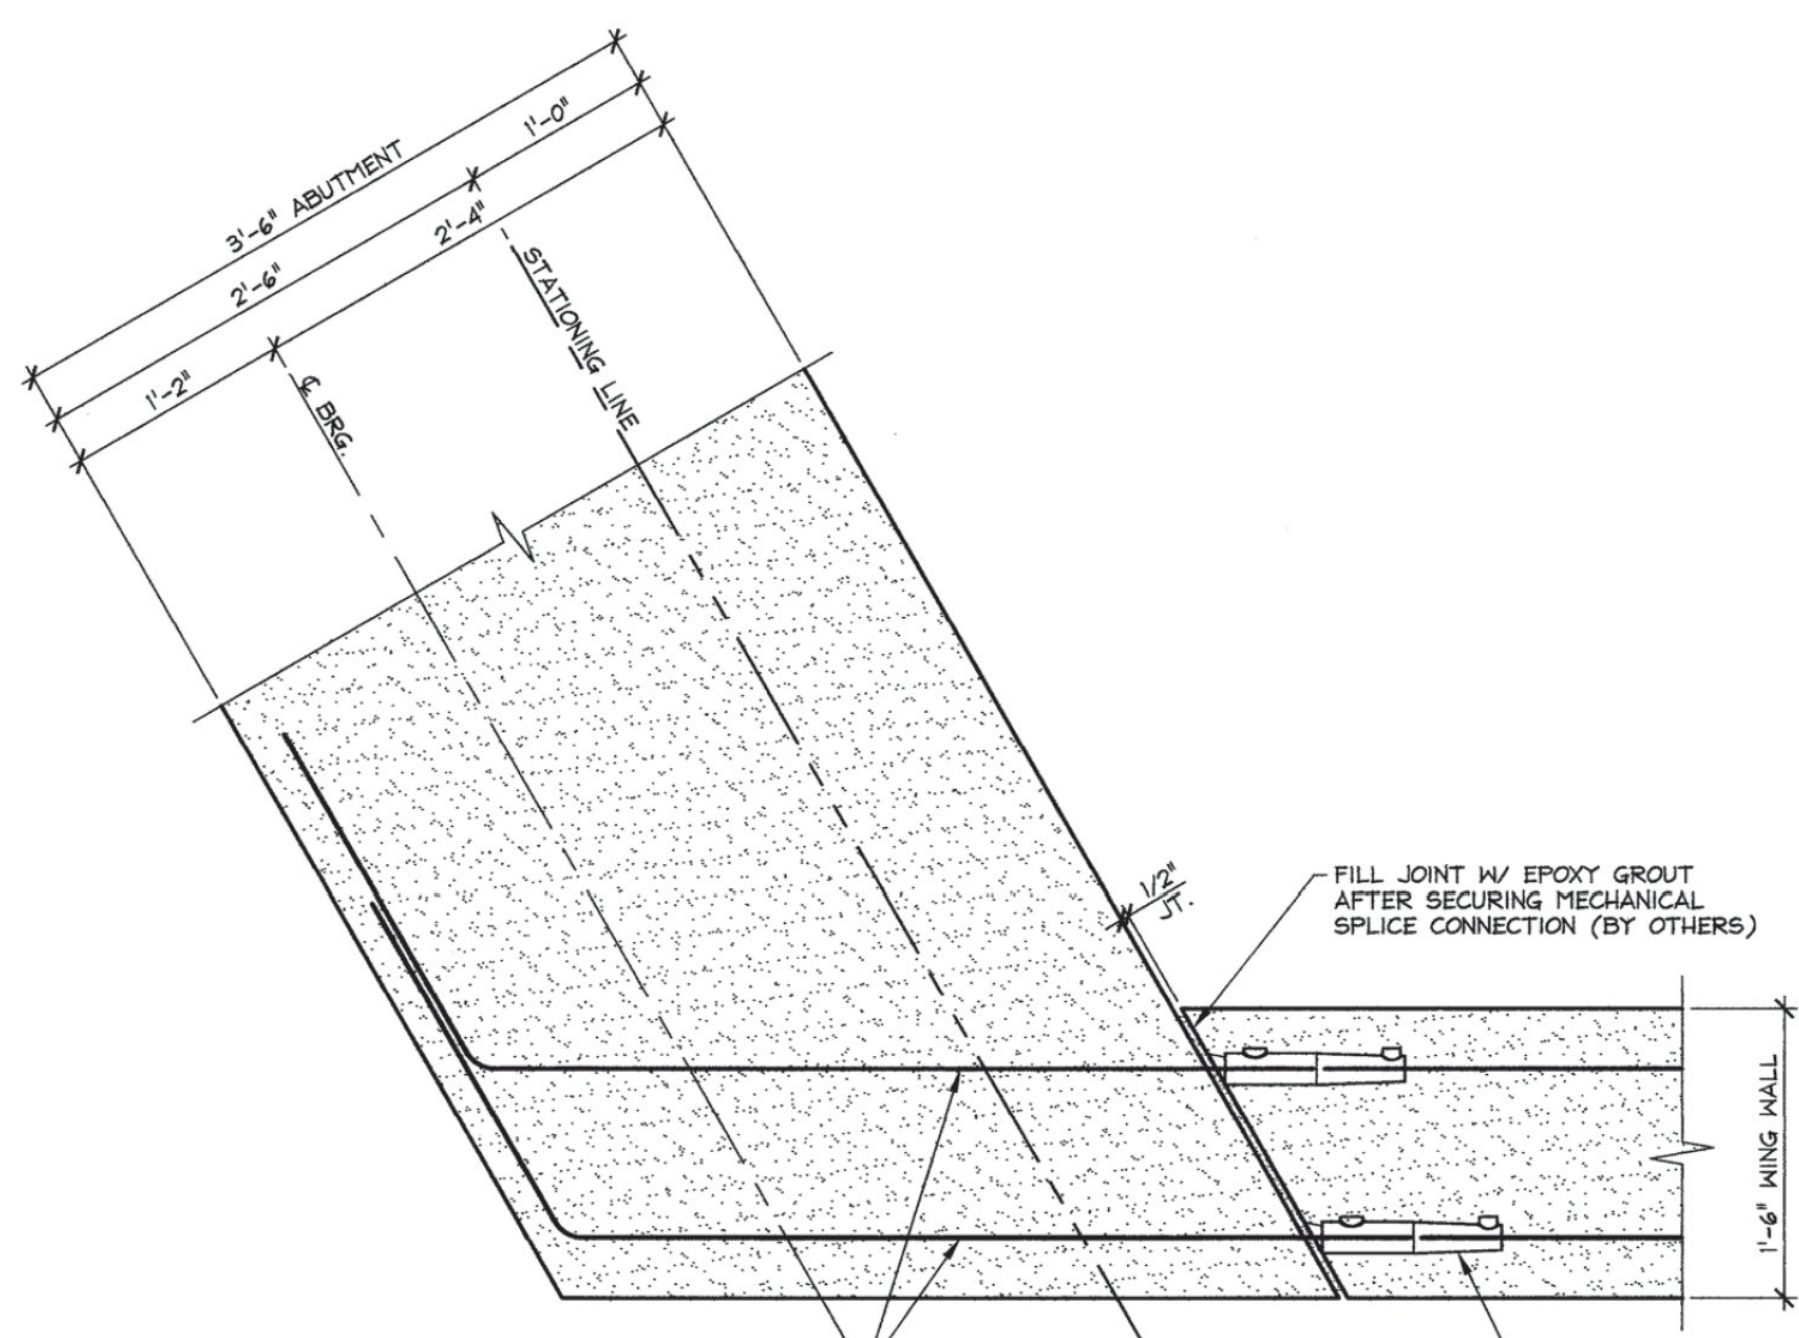 3'-6" ABUTMENT
1'-0"
2'-6"
2'-4"
1'-2"
℄ BRG.
STATIONING LINE
1/2"
JT.
FILL JOINT W/ EPOXY GROUT
AFTER SECURING MECHANICAL
SPLICE CONNECTION (BY OTHERS)
1'-6" WING WALL